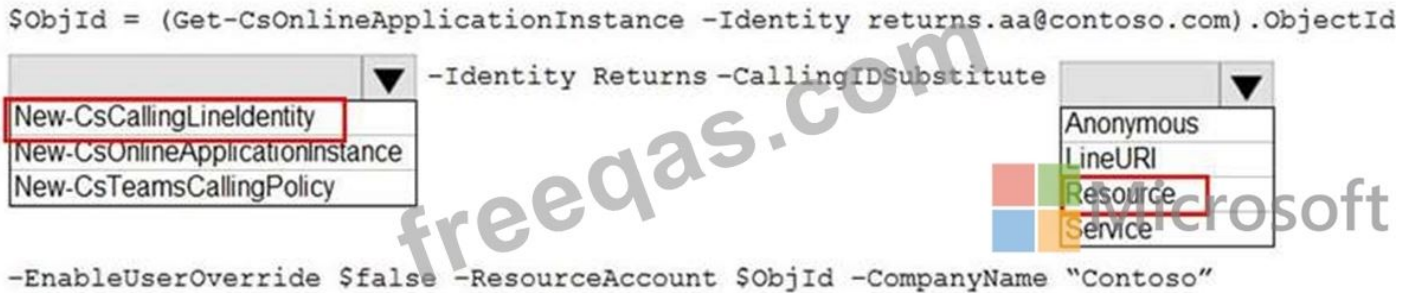 $ObjId = (Get-CsOnlineApplicationInstance -Identity returns.aa@contoso.com).ObjectId
-Identity Returns -CallingIDSubstitute
New-CsCallingLineIdentity
New-CsOnlineApplicationInstance
New-CsTeamsCallingPolicy
Anonymous
LineURI
Resource
Service
Microsoft
freeqas.com
-EnableUserOverride $false -ResourceAccount $ObjId -CompanyName “Contoso”